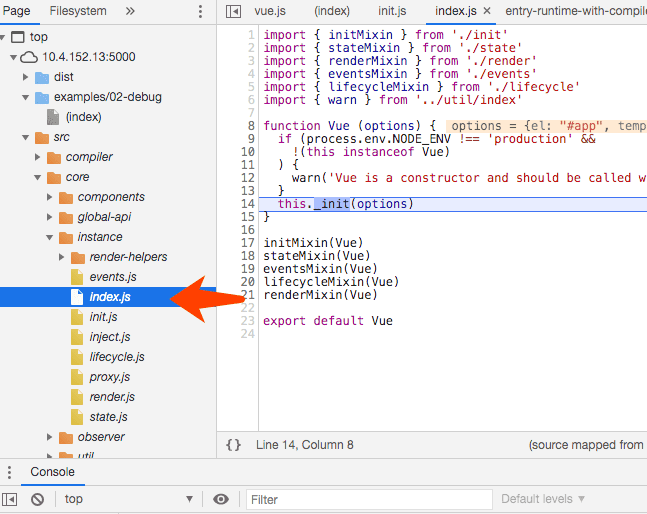 Page Filesystem »
vue.js (index) init.js index.js × entry-runtime-with-compile
top
10.4.152.13:5000
dist
examples/02-debug
(index)
src
compiler
core
components
global-api
instance
render-helpers
events.js
index.js
init.js
inject.js
lifecycle.js
proxy.js
render.js
state.js
observer
util
1 import { initMixin } from './init'
2 import { stateMixin } from './state'
3 import { renderMixin } from './render'
4 import { eventsMixin } from './events'
5 import { lifecycleMixin } from './lifecycle'
6 import { warn } from '../util/index'
7
8 function Vue (options) { options = {el: "#app", temp
9 if (process.env.NODE_ENV !== 'production' &&
10 !(this instanceof Vue)
11 ) {
12 warn('Vue is a constructor and should be called w
13 }
14 this._init(options)
15 }
16
17 initMixin(Vue)
18 stateMixin(Vue)
19 eventsMixin(Vue)
20 lifecycleMixin(Vue)
21 renderMixin(Vue)
22
23 export default Vue
24
{} Line 14, Column 8 (source mapped from
Console
top Filter Default levels